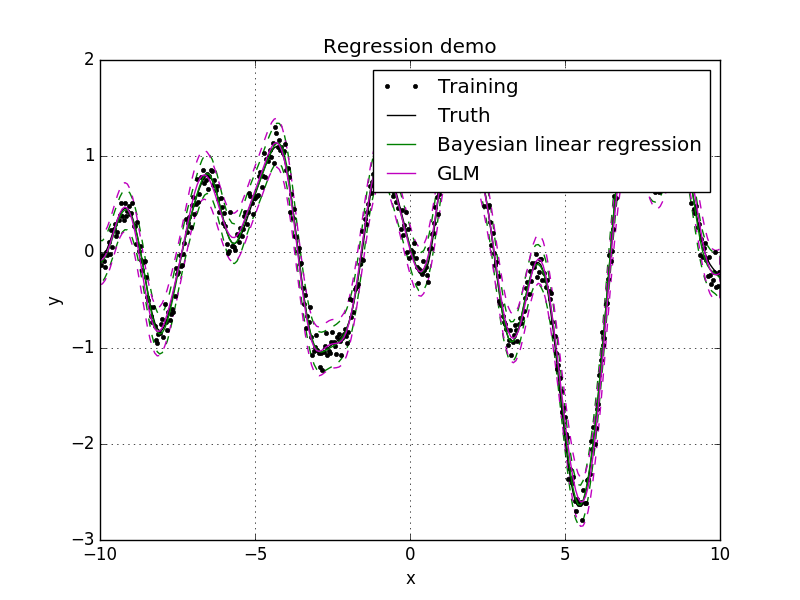 Regression demo
Training
Truth
Bayesian linear regression
GLM
2
1
0
−1
−2
−3
y
−10
−5
0
5
10
x